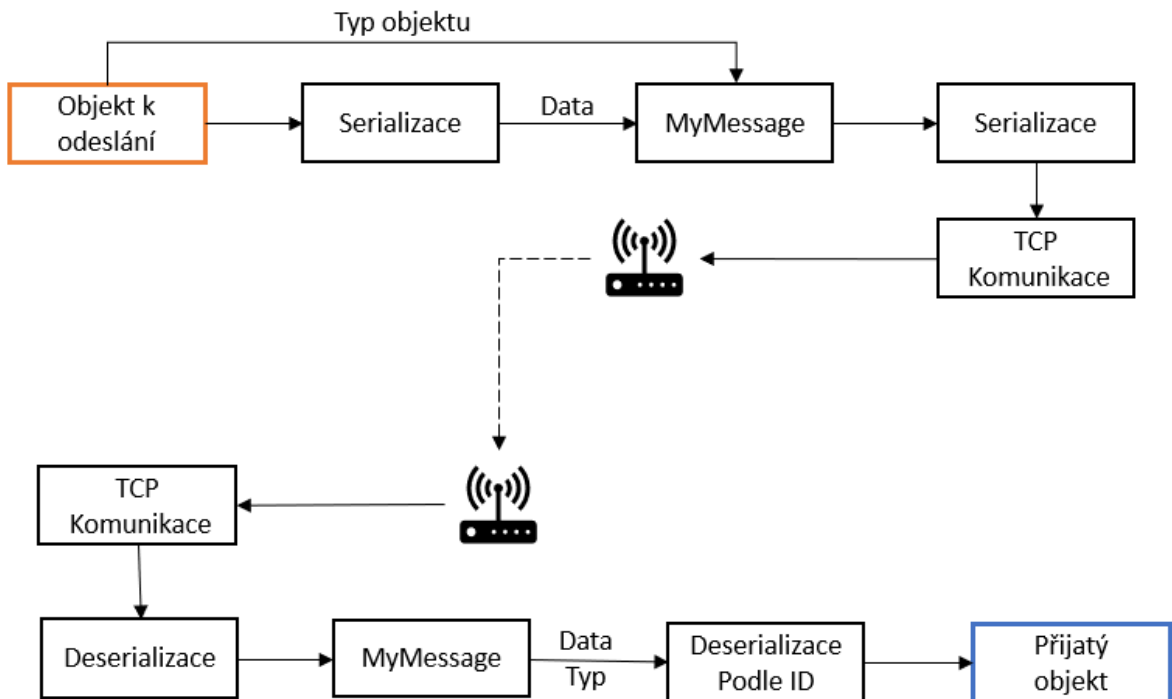 Typ objektu
Objekt k
odeslání
Serializace
Data
MyMessage
Serializace
TCP
Komunikace
TCP
Komunikace
Deserializace
MyMessage
Data
Typ
Deserializace
Podle ID
Přijatý
objekt